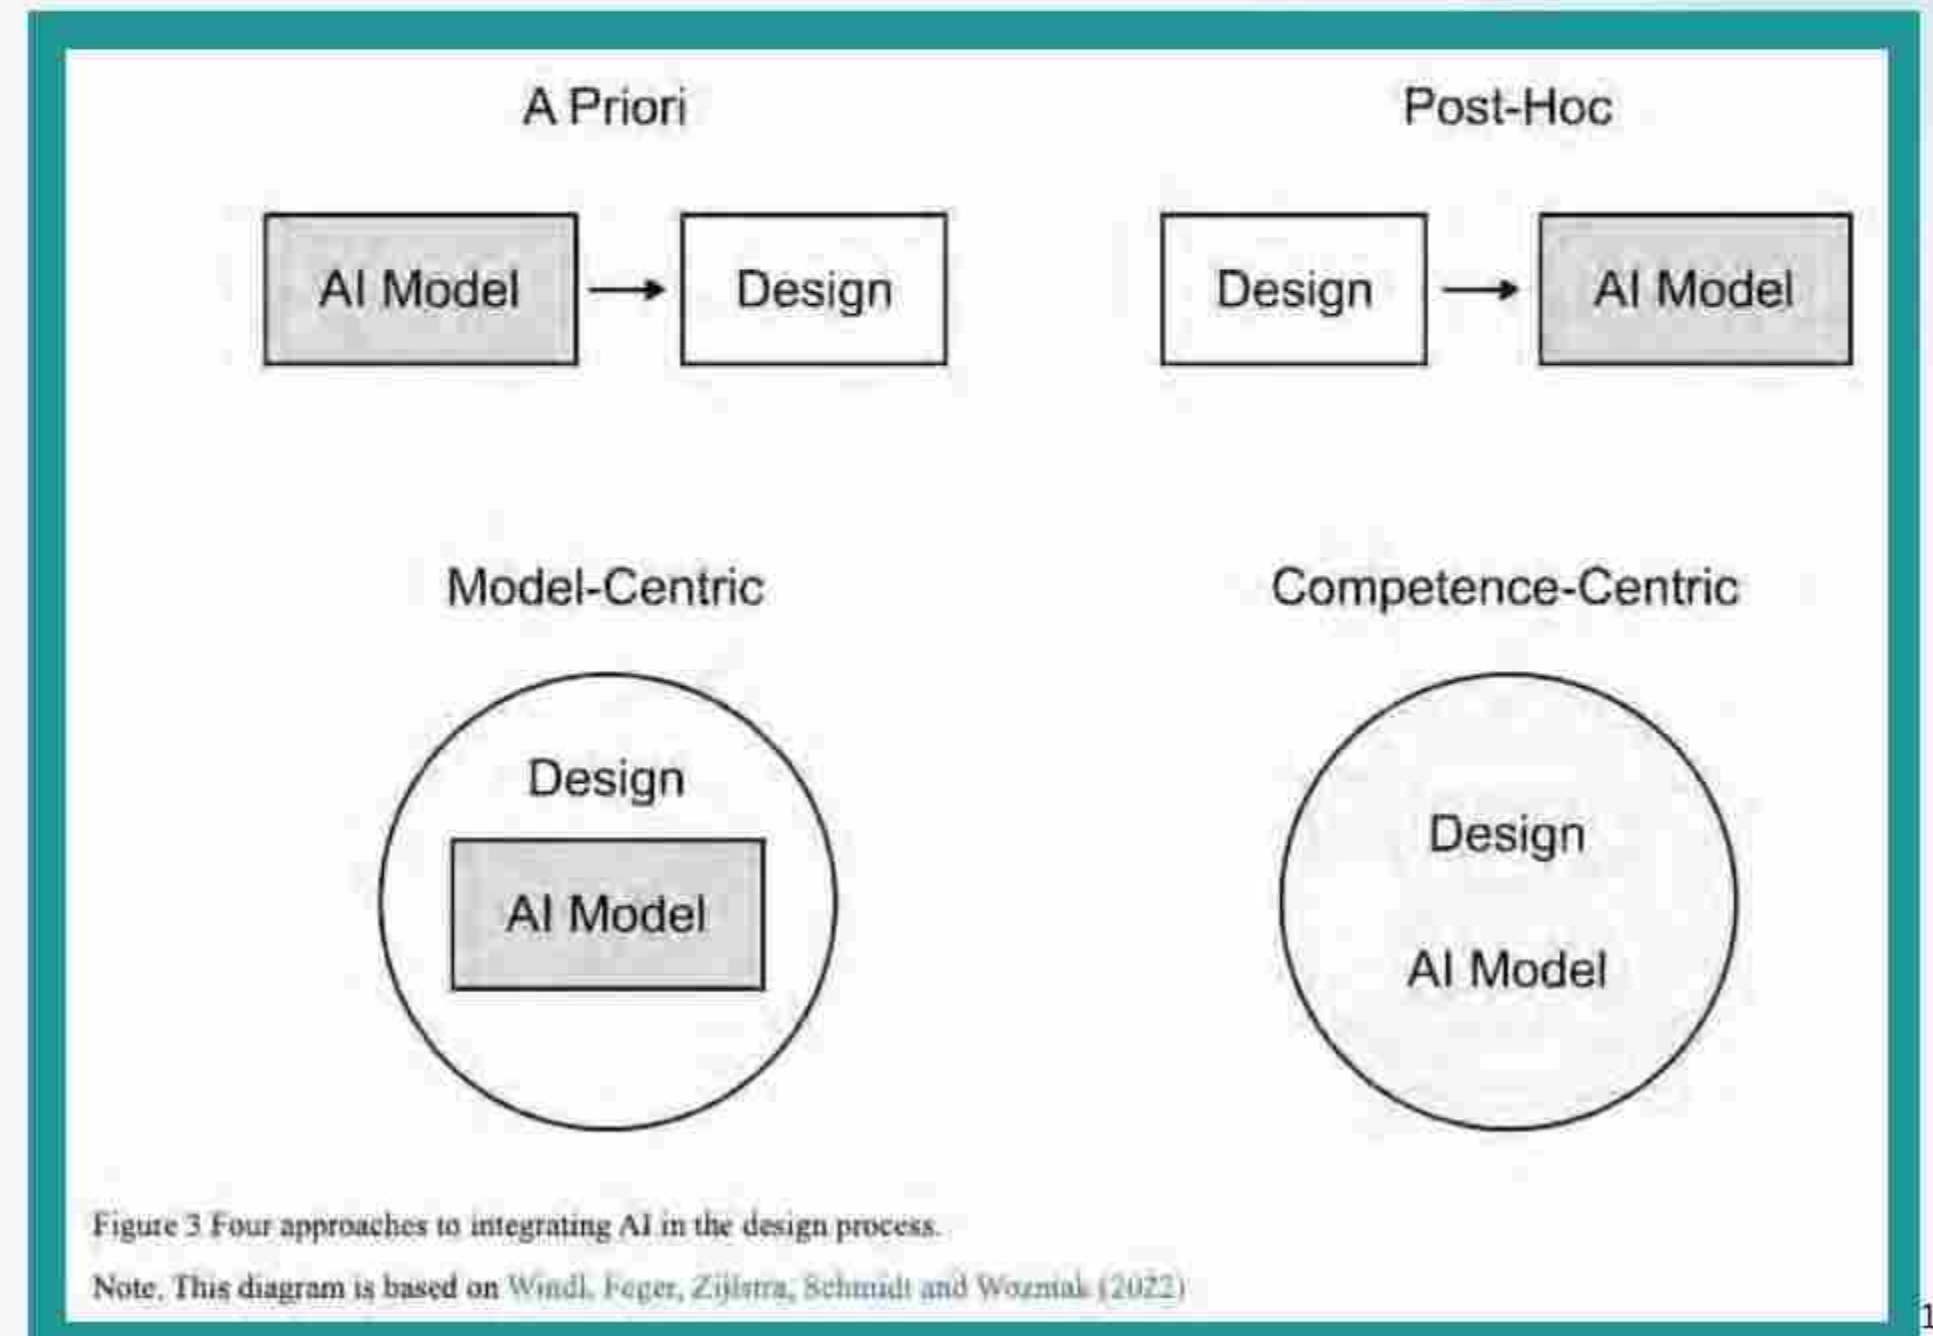 A Priori
Post-Hoc
AI Model
Design
Design
AI Model
Model-Centric
Competence-Centric
Design
AI Model
Design
AI Model
Figure 3 Four approaches to integrating AI in the design process.
Note. This diagram is based on Windl, Feger, Zijlstra, Schmidt and Wozniak (2022)
1